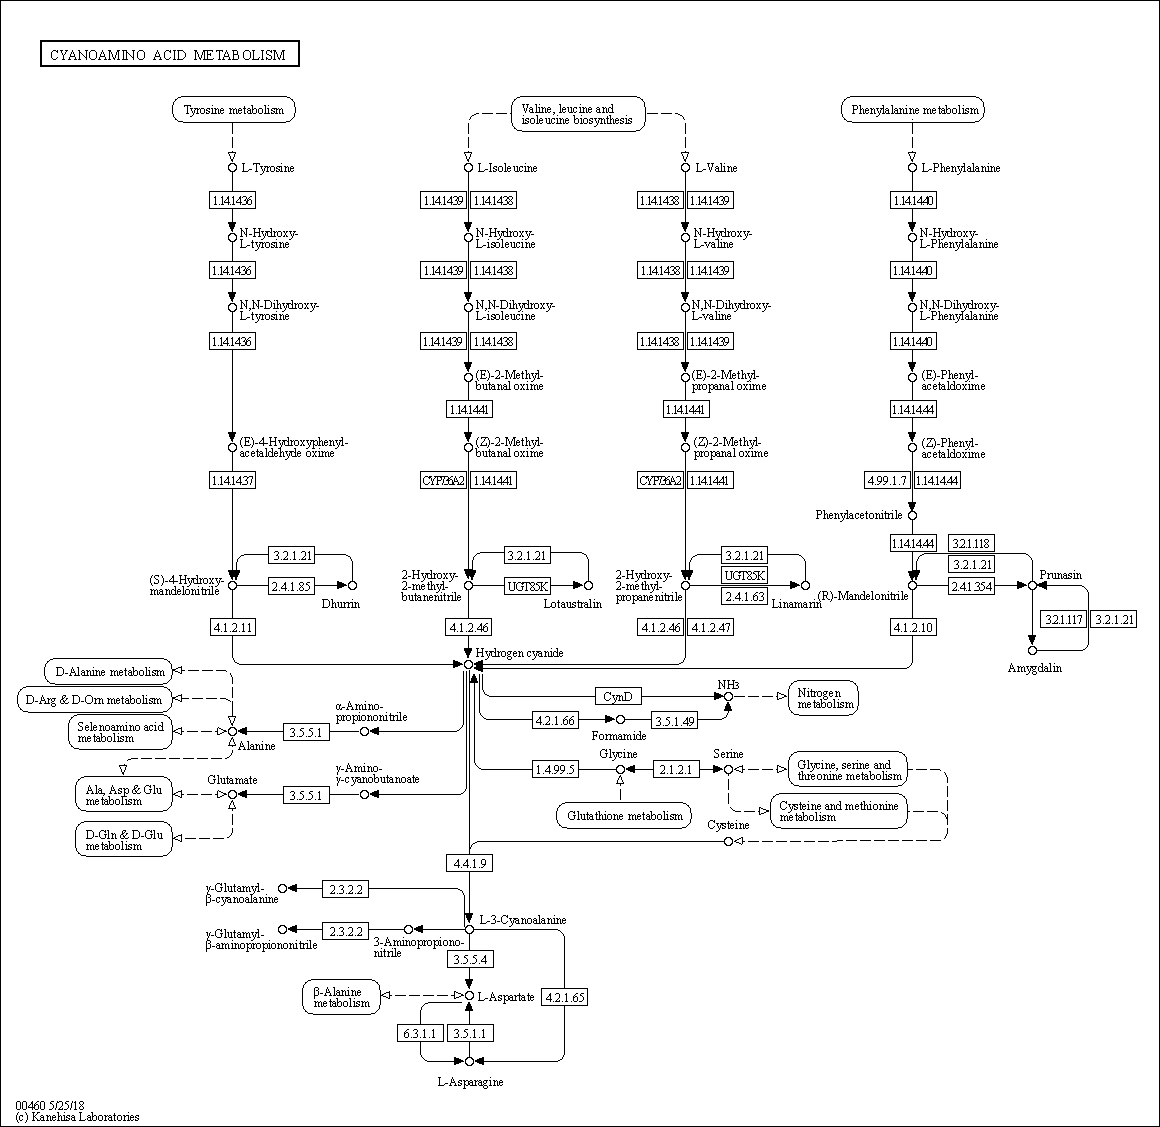 CYANOAMINO ACID METABOLISM
Tyrosine metabolism
Valine, leucine and
isoleucine biosynthesis
Phenylalanine metabolism
L-Tyrosine
L-Isoleucine
L-Valine
L-Phenylalanine
1.14.14.36
1.14.14.39
1.14.14.38
1.14.14.38
1.14.14.39
1.14.14.40
N-Hydroxy-
L-tyrosine
N-Hydroxy-
L-isoleucine
N-Hydroxy-
L-valine
N-Hydroxy-
L-Phenylalanine
1.14.14.36
1.14.14.39
1.14.14.38
1.14.14.38
1.14.14.39
1.14.14.40
N,N-Dihydroxy-
L-tyrosine
N,N-Dihydroxy-
L-isoleucine
N,N-Dihydroxy-
L-valine
N,N-Dihydroxy-
L-Phenylalanine
1.14.14.36
1.14.14.39
1.14.14.38
1.14.14.38
1.14.14.39
1.14.14.40
(E)-2-Methyl-
butanal oxime
(E)-2-Methyl-
propanal oxime
(E)-Phenyl-
acetaldoxime
1.14.14.41
1.14.14.41
1.14.14.44
(E)-4-Hydroxyphenyl-
acetaldehyde oxime
(Z)-2-Methyl-
butanal oxime
(Z)-2-Methyl-
propanal oxime
(Z)-Phenyl-
acetaldoxime
1.14.14.37
CYP736A2
1.14.14.41
CYP736A2
1.14.14.41
4.99.1.7
1.14.14.44
Phenylacetonitrile
1.14.14.44
3.2.1.118
3.2.1.21
3.2.1.21
3.2.1.21
3.2.1.21
(S)-4-Hydroxy-
mandelonitrile
2.4.1.85
Dhurrin
2-Hydroxy-
2-methyl-
butanenitrile
UGT85K
Lotaustralin
2-Hydroxy-
2-methyl-
propanenitrile
UGT85K
2.4.1.63
Linamarin
(R)-Mandelonitrile
2.4.1.354
Prunasin
4.1.2.11
4.1.2.46
4.1.2.46
4.1.2.47
4.1.2.10
3.2.1.117
3.2.1.21
Hydrogen cyanide
Amygdalin
D-Alanine metabolism
D-Arg & D-Orn metabolism
Selenoamino acid
metabolism
Alanine
3.5.5.1
α-Amino-
propiononitrile
CynD
NH3
Nitrogen
metabolism
4.2.1.66
Formamide
3.5.1.49
Glycine
Serine
1.4.99.5
2.1.2.1
Glycine, serine and
threonine metabolism
Ala, Asp & Glu
metabolism
Glutamate
3.5.5.1
γ-Amino-
γ-cyanobutanoate
Glutathione metabolism
Cysteine and methionine
metabolism
D-Gln & D-Glu
metabolism
Cysteine
4.4.1.9
γ-Glutamyl-
β-cyanoalanine
2.3.2.2
L-3-Cyanoalanine
γ-Glutamyl-
β-aminopropiononitrile
2.3.2.2
3-Aminopropiono-
nitrile
3.5.5.4
β-Alanine
metabolism
L-Aspartate
4.2.1.65
6.3.1.1
3.5.1.1
L-Asparagine
00460 5/25/18
(c) Kanehisa Laboratories